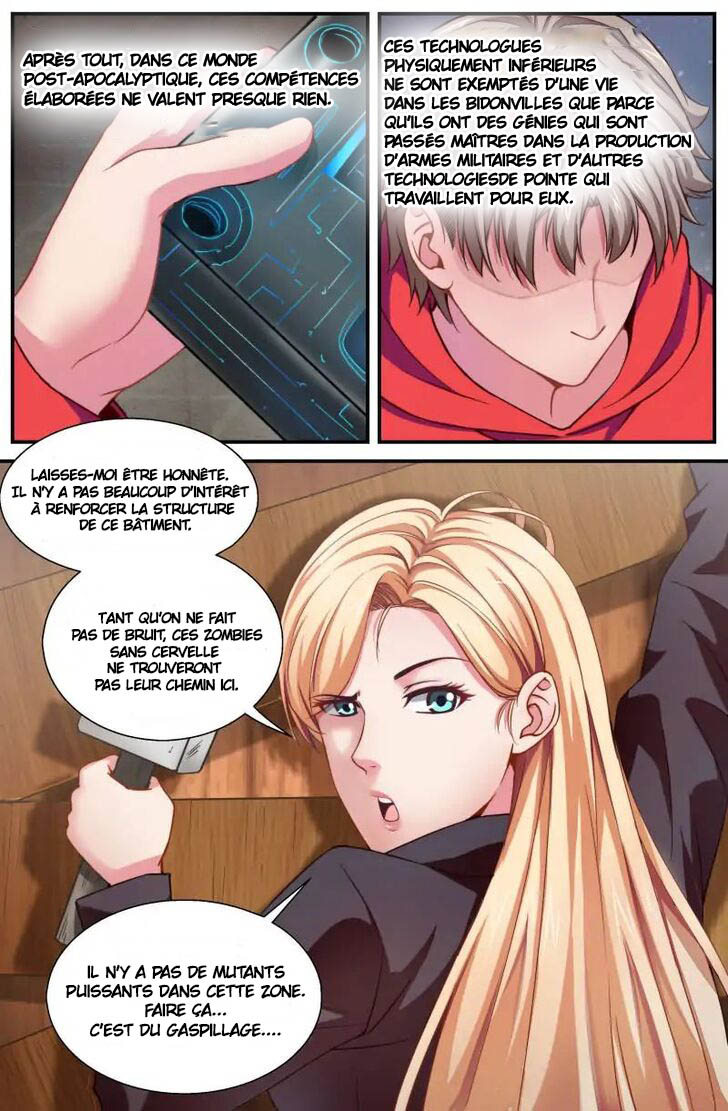 APRÈS TOUT, DANS CE MONDE
POST-APOCALYPTIQUE, CES COMPÉTENCES
ÉLABORÉES NE VALENT PRESQUE RIEN.
CES TECHNOLOGUES
PHYSIQUEMENT INFÉRIEURS
NE SONT EXEMPTÉS D'UNE VIE
DANS LES BIDONVILLES QUE PARCE
QU'ILS ONT DES GÉNIES QUI SONT
PASSÉS MAÎTRES DANS LA PRODUCTION
D'ARMES MILITAIRES ET D'AUTRES
TECHNOLOGIESDE POINTE QUI
TRAVAILLENT POUR EUX.
LAISSES-MOI ÊTRE HONNÊTE.
IL N'Y A PAS BEAUCOUP D'INTÉRÊT
À RENFORCER LA STRUCTURE
DE CE BÂTIMENT.
TANT QU'ON NE FAIT
PAS DE BRUIT, CES ZOMBIES
SANS CERVELLE
NE TROUVERONT
PAS LEUR CHEMIN ICI.
IL N'Y A PAS DE MUTANTS
PUISSANTS DANS CETTE ZONE.
FAIRE ÇA...
C'EST DU GASPILLAGE....